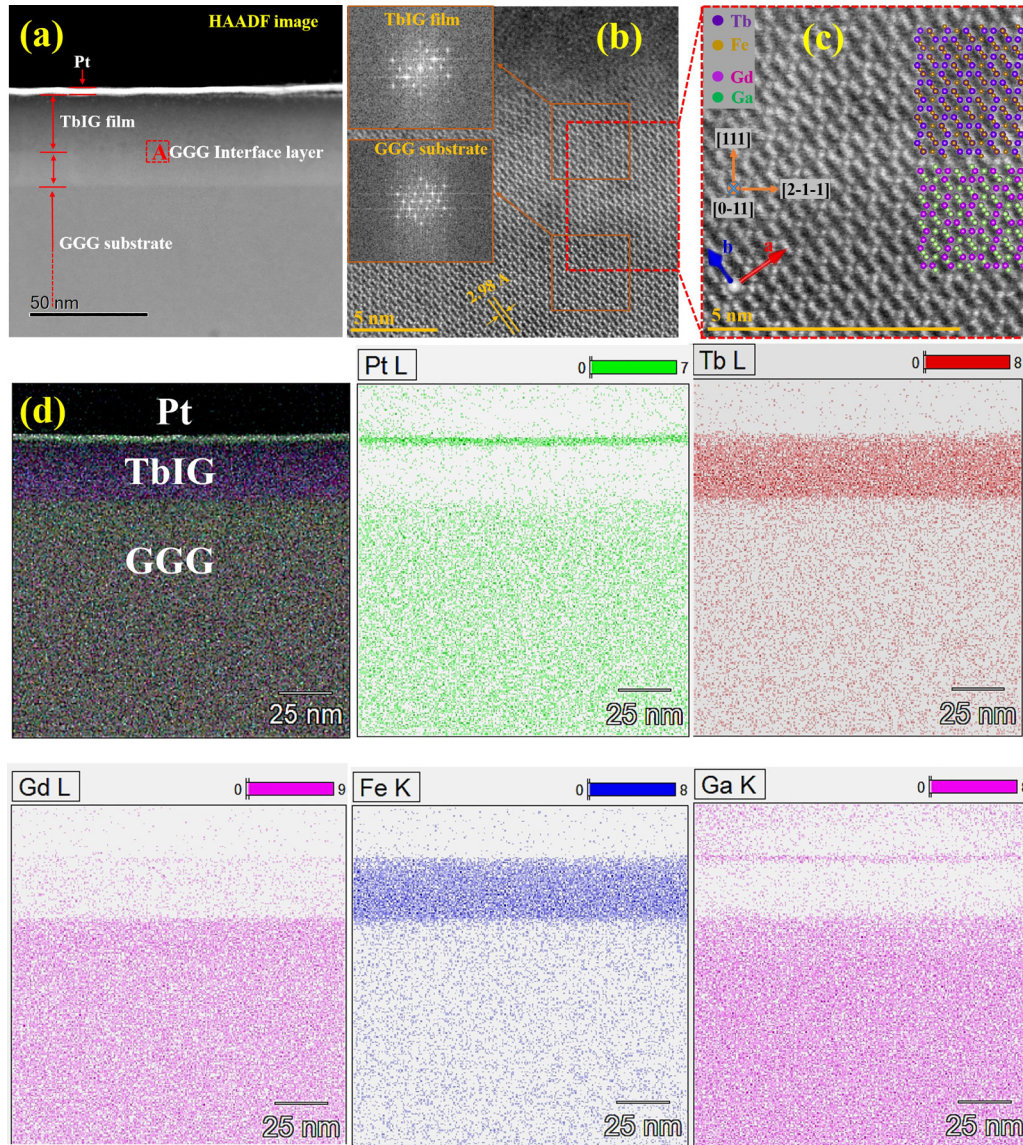 (a)
HAADF image
Pt
TbIG film
A GGG Interface layer
GGG substrate
50 nm
TbIG film
(b)
GGG substrate
2.98 A
5 nm
Tb
Fe
(c)
Gd
Ga
[111]
[2-1-1]
[0-11]
b
a
5 nm
(d)
Pt
TbIG
GGG
25 nm
Pt L
0 7
25 nm
Tb L
0 8
25 nm
Gd L
0 9
25 nm
Fe K
0 8
25 nm
Ga K
0
25 nm